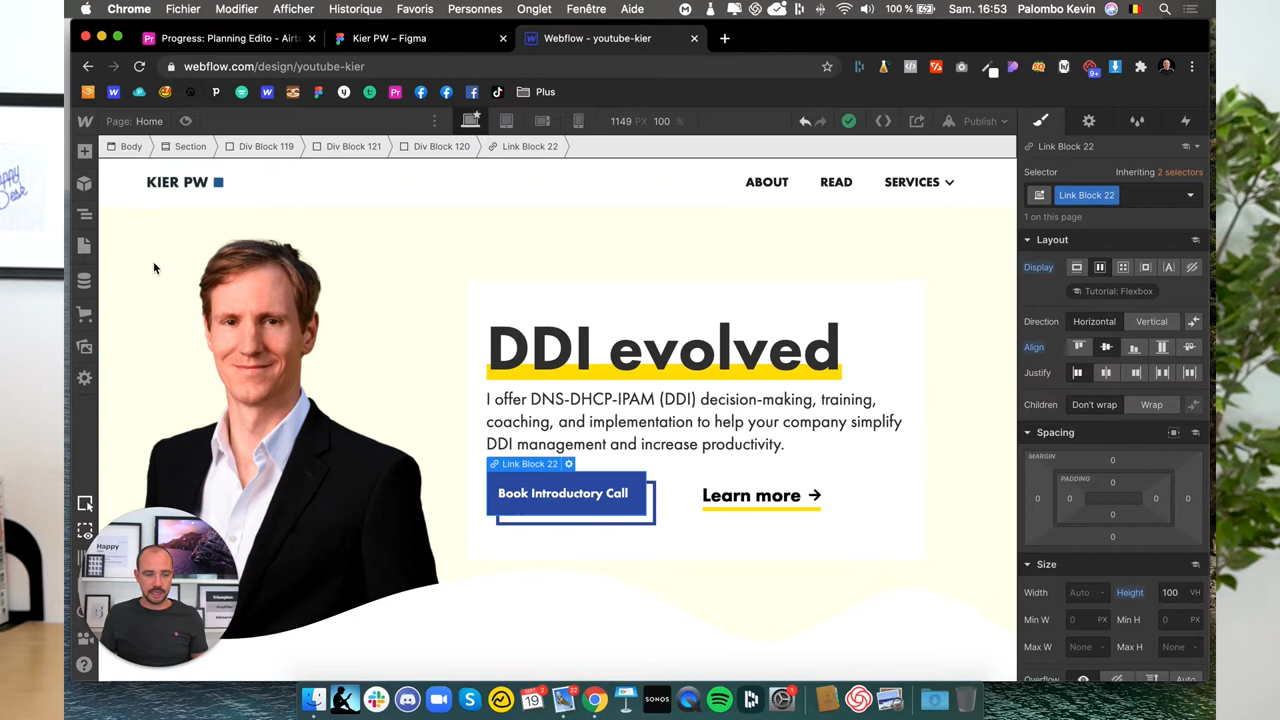 Chrome Fichier Modifier Afficher Historique Favoris Personnes Onglet Fenêtre Aide 100 % Sam. 16:53 Palombo Kevin
Progress: Planning Edito - Airt
Kier PW – Figma
Webflow - youtube-kier
webflow.com/design/youtube-kier
9+
Plus
Page: Home
1149 PX 100 %
Publish
Body Section Div Block 119 Div Block 121 Div Block 120 Link Block 22
Link Block 22
KIER PW
ABOUT READ SERVICES
Selector Inheriting 2 selectors
Link Block 22
1 on this page
Layout
Display
Tutorial: Flexbox
Direction Horizontal Vertical
Align
Justify
Children Don't wrap Wrap
Spacing
MARGIN
0
PADDING
0
0 0 0 0
0
0
Size
Width Auto - Height 100 VH
Min W 0 PX Min H 0 PX
Max W None - Max H None -
Overflow Auto
DDI evolved
I offer DNS-DHCP-IPAM (DDI) decision-making, training,
coaching, and implementation to help your company simplify
DDI management and increase productivity.
Link Block 22
Book Introductory Call
Learn more →
Happy
Desk
Happy
SONOS
SEPT.
19